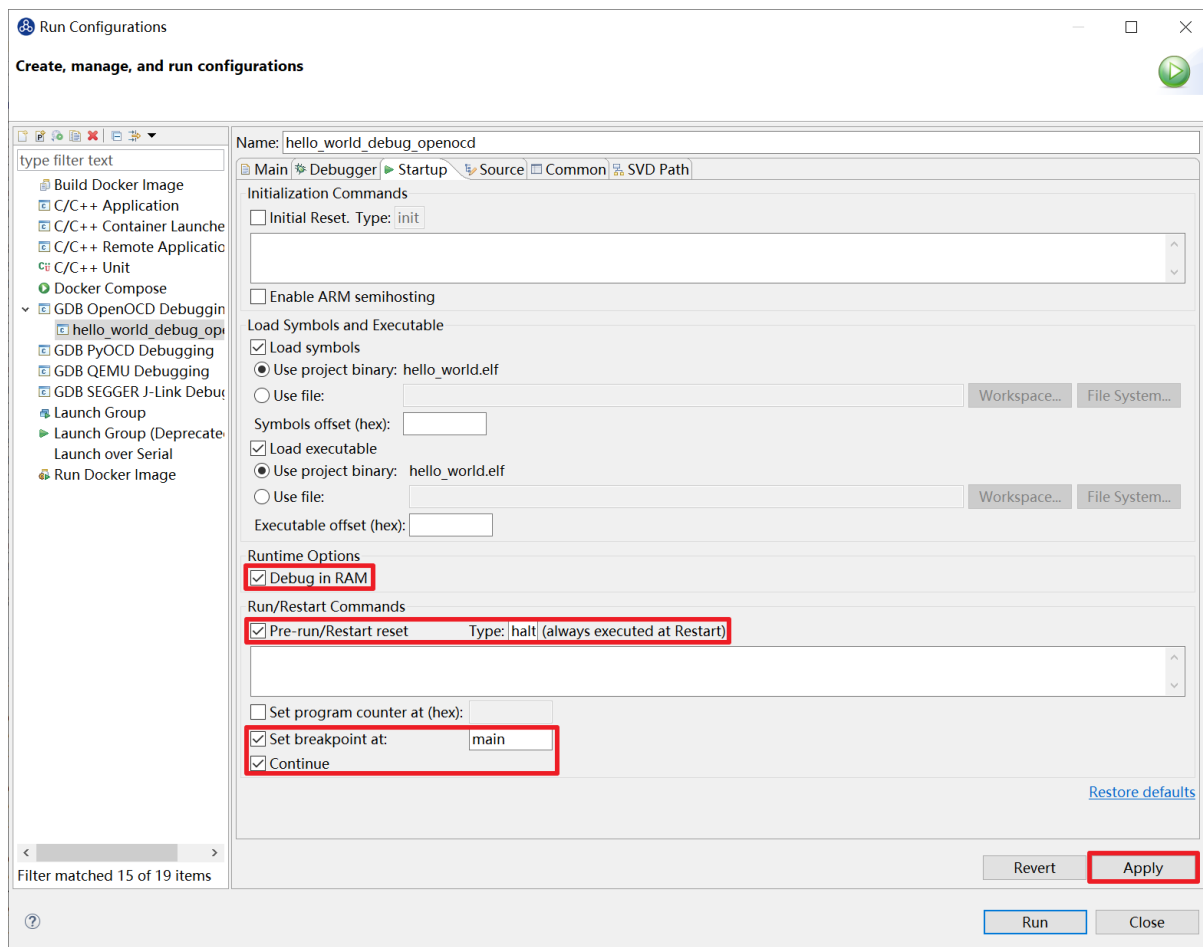 Run Configurations
Create, manage, and run configurations
Name: hello_world_debug_openocd
type filter text
Main Debugger Startup Source Common SVD Path
Build Docker Image
C/C++ Application
C/C++ Container Launche
C/C++ Remote Applicatio
C/C++ Unit
Docker Compose
GDB OpenOCD Debuggin
hello_world_debug_ope
GDB PyOCD Debugging
GDB QEMU Debugging
GDB SEGGER J-Link Debug
Launch Group
Launch Group (Deprecate
Launch over Serial
Run Docker Image
Filter matched 15 of 19 items
Initialization Commands
Initial Reset. Type: init
Enable ARM semihosting
Load Symbols and Executable
Load symbols
Use project binary: hello_world.elf
Use file: Workspace... File System...
Symbols offset (hex):
Load executable
Use project binary: hello_world.elf
Use file: Workspace... File System...
Executable offset (hex):
Runtime Options
Debug in RAM
Run/Restart Commands
Pre-run/Restart reset Type: halt (always executed at Restart)
Set program counter at (hex):
Set breakpoint at: main
Continue
Restore defaults
Revert Apply
Run Close